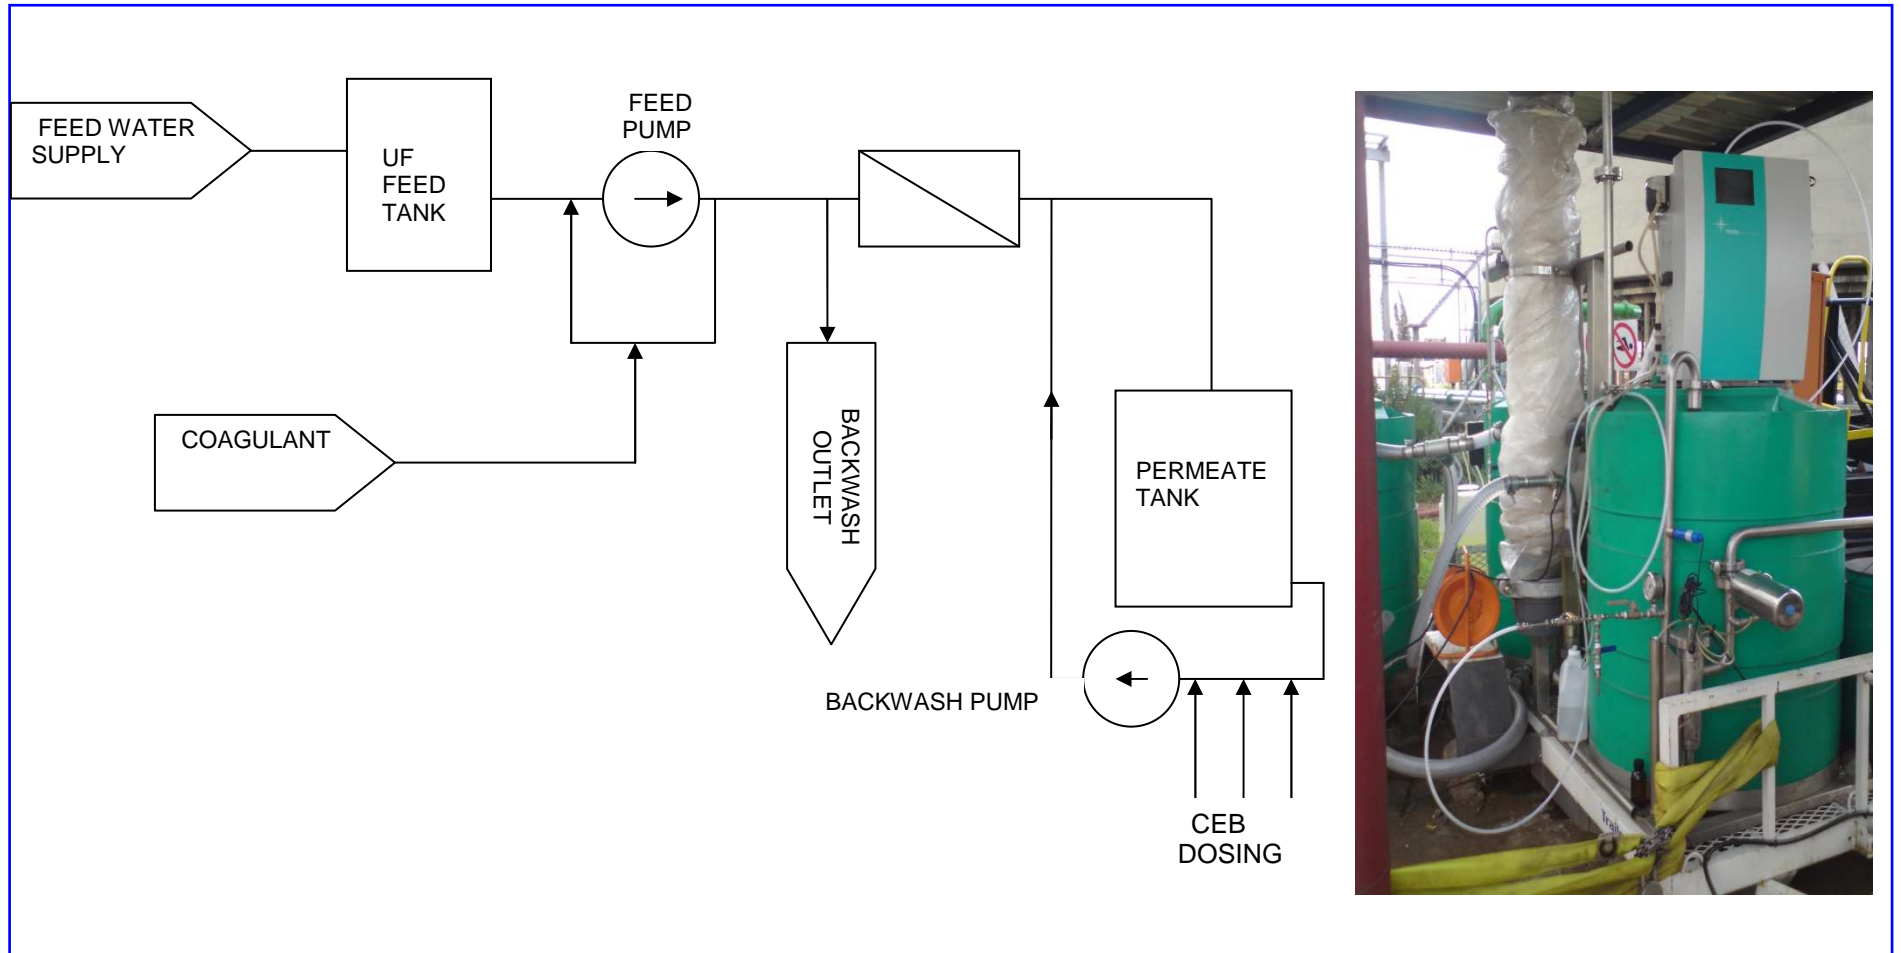 FEED WATER
SUPPLY
UF
FEED
TANK
FEED
PUMP
COAGULANT
BACKWASH
OUTLET
PERMEATE
TANK
BACKWASH PUMP
CEB
DOSING